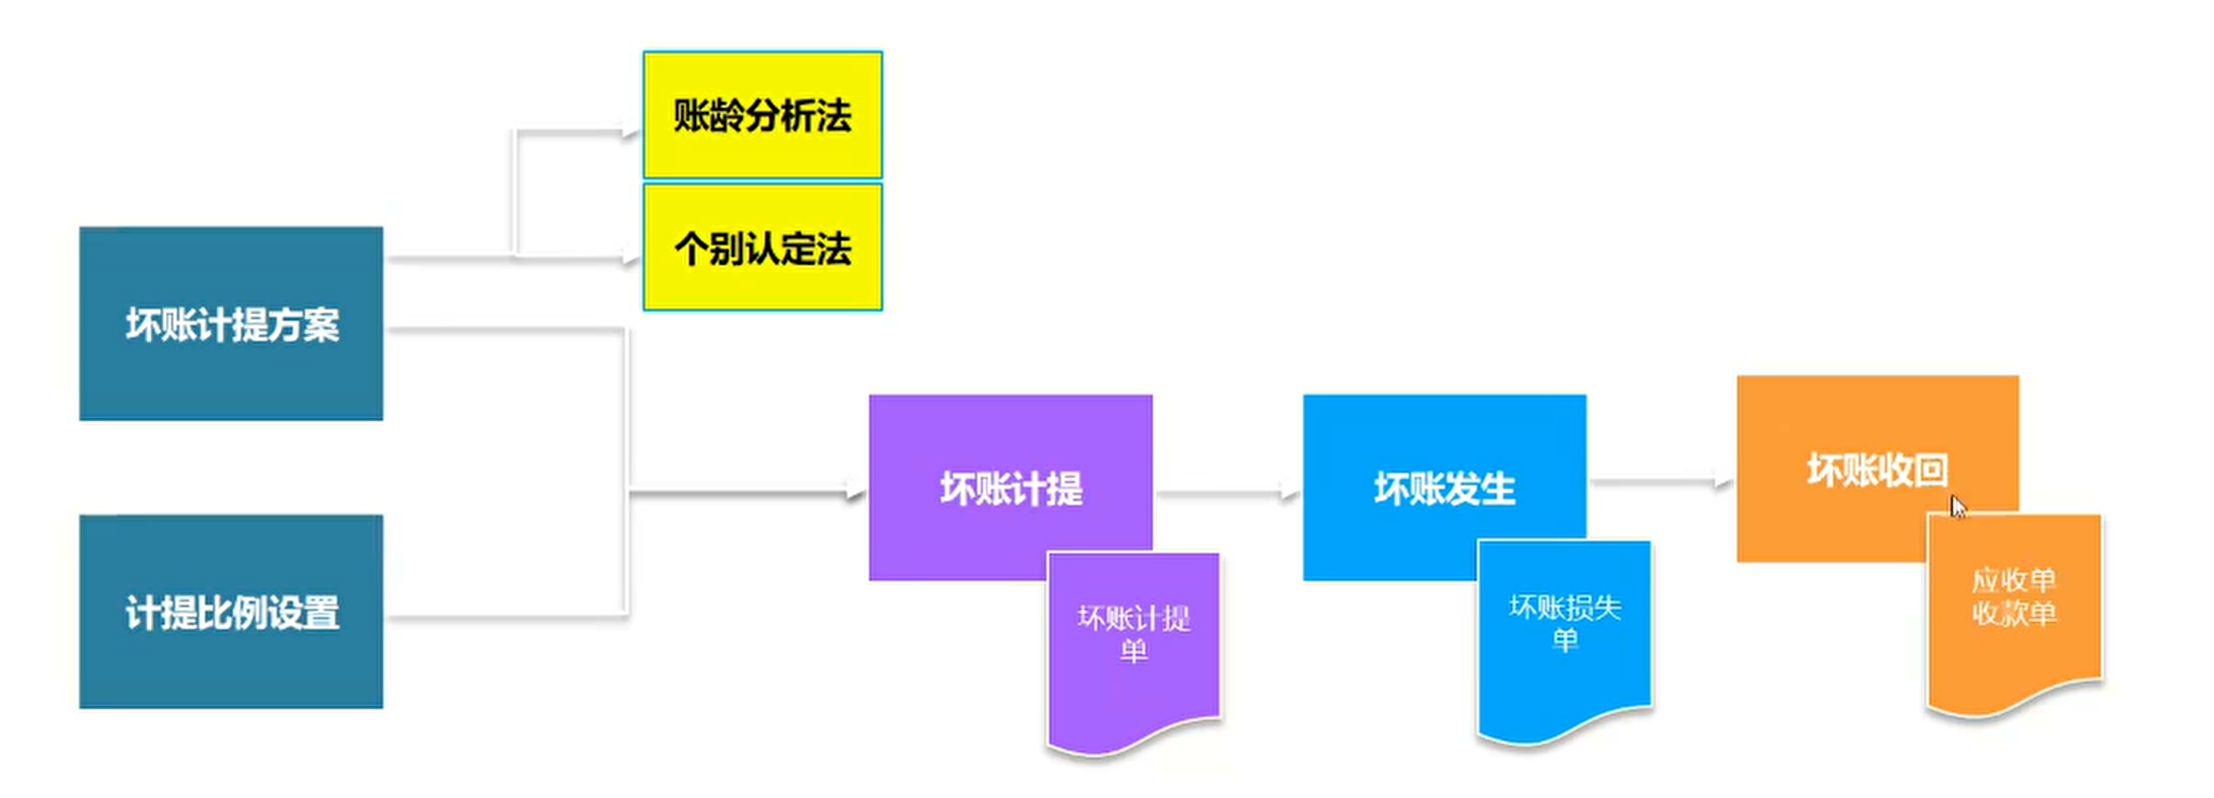 账龄分析法
个别认定法
坏账计提方案
计提比例设置
坏账计提
坏账计提
单
坏账发生
坏账损失
单
坏账收回
应收单
收款单